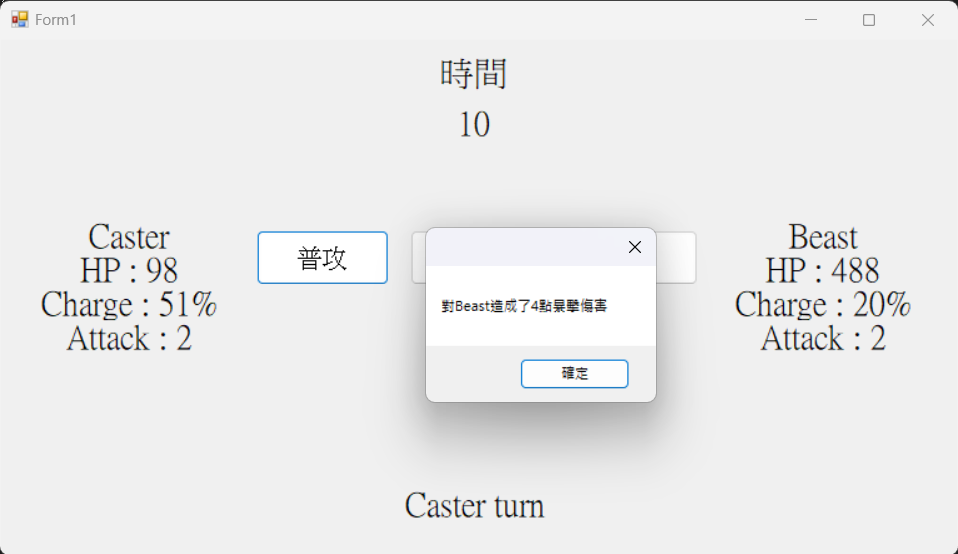 Form1
時間
10
Caster
HP : 98
Charge : 51%
Attack : 2
普攻
對Beast造成了4點暴擊傷害
確定
Beast
HP : 488
Charge : 20%
Attack : 2
Caster turn